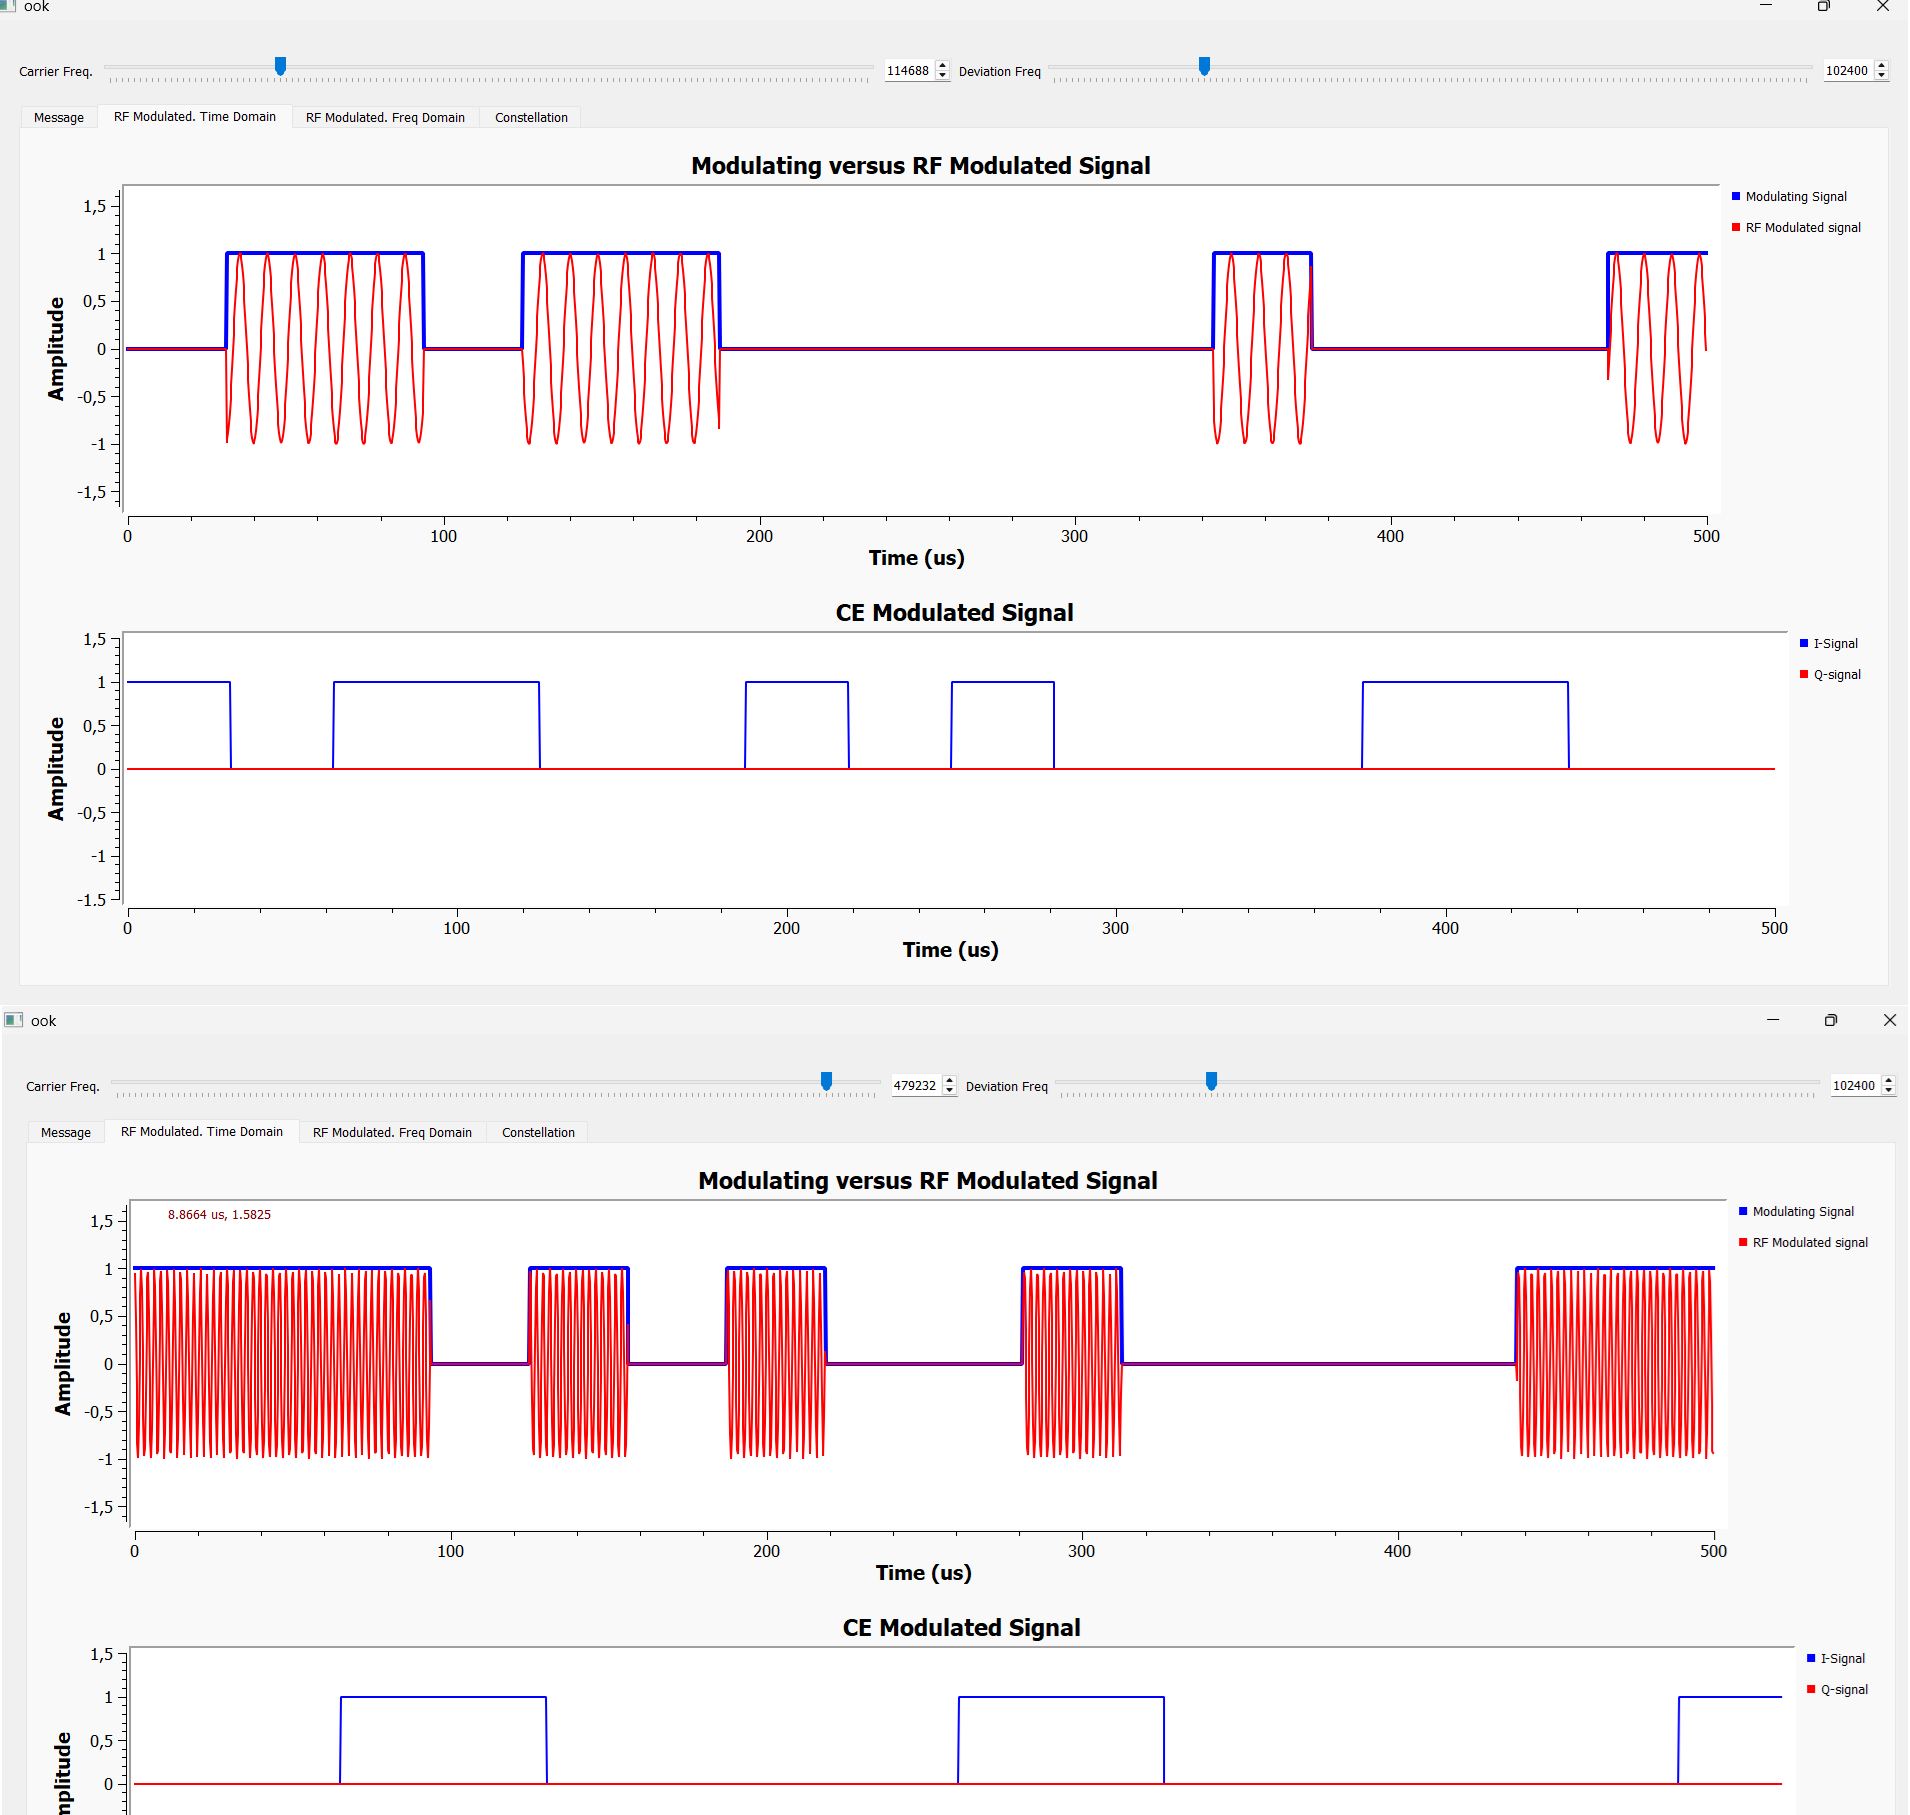 ook
Carrier Freq. 114688 Deviation Freq 102400
Message RF Modulated. Time Domain RF Modulated. Freq Domain Constellation
Modulating versus RF Modulated Signal
Modulating Signal
RF Modulated signal
Amplitude
1,5
1
0,5
0
-0,5
-1
-1,5
0 100 200 300 400 500
Time (us)
CE Modulated Signal
I-Signal
Q-signal
Amplitude
1,5
1
0,5
0
-0,5
-1
-1.5
0 100 200 300 400 500
Time (us)
ook
Carrier Freq. 479232 Deviation Freq 102400
Message RF Modulated. Time Domain RF Modulated. Freq Domain Constellation
Modulating versus RF Modulated Signal
8.8664 us, 1.5825
Modulating Signal
RF Modulated signal
Amplitude
1,5
1
0,5
0
-0,5
-1
-1,5
0 100 200 300 400 500
Time (us)
CE Modulated Signal
I-Signal
Q-signal
mplitude
1,5
1
0,5
0